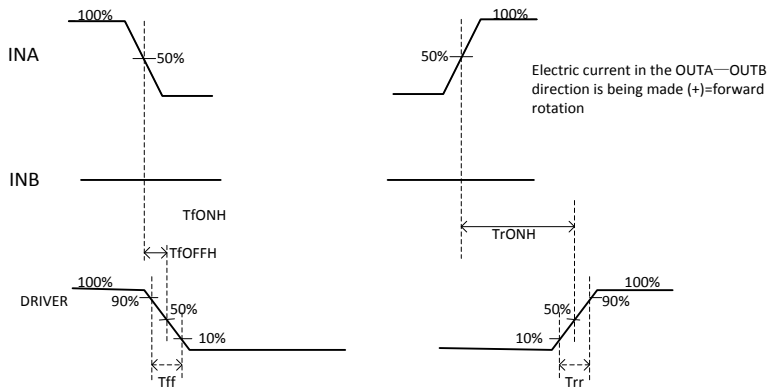 100%
100%
INA
50%
50%
Electric current in the OUTA—OUTB
direction is being made (+)=forward
rotation
INB
TfONH
TrONH
TfOFFH
100%
100%
DRIVER
90%
90%
50%
50%
10%
10%
Tff
Trr